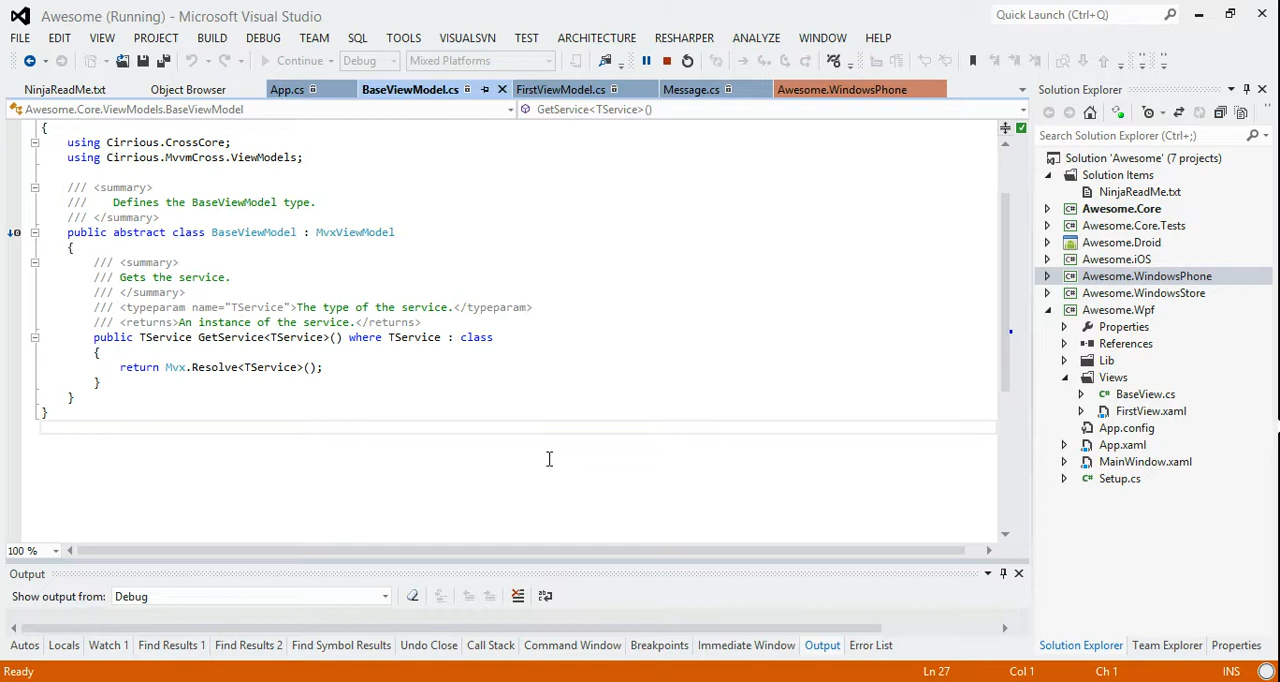 Awesome (Running) - Microsoft Visual Studio
Quick Launch (Ctrl+Q)
FILE EDIT VIEW PROJECT BUILD DEBUG TEAM SQL TOOLS VISUALSVN TEST ARCHITECTURE RESHARPER ANALYZE WINDOW HELP
Continue Debug Mixed Platforms
NinjaReadMe.txt Object Browser App.cs BaseViewModel.cs FirstViewModel.cs Message.cs Awesome.WindowsPhone
Awesome.Core.ViewModels.BaseViewModel GetService<TService>()
{
using Cirrious.CrossCore;
using Cirrious.MvvmCross.ViewModels;
/// <summary>
/// Defines the BaseViewModel type.
/// </summary>
public abstract class BaseViewModel : MvxViewModel
{
/// <summary>
/// Gets the service.
/// </summary>
/// <typeparam name="TService">The type of the service.</typeparam>
/// <returns>An instance of the service.</returns>
public TService GetService<TService>() where TService : class
{
return Mvx.Resolve<TService>();
}
}
}
100 %
Solution Explorer
Search Solution Explorer (Ctrl+;)
Solution 'Awesome' (7 projects)
Solution Items
NinjaReadMe.txt
Awesome.Core
Awesome.Core.Tests
Awesome.Droid
Awesome.iOS
Awesome.WindowsPhone
Awesome.WindowsStore
Awesome.Wpf
Properties
References
Lib
Views
BaseView.cs
FirstView.xaml
App.config
App.xaml
MainWindow.xaml
Setup.cs
Output
Show output from: Debug
Autos Locals Watch 1 Find Results 1 Find Results 2 Find Symbol Results Undo Close Call Stack Command Window Breakpoints Immediate Window Output Error List
Solution Explorer Team Explorer Properties
Ready Ln 27 Col 1 Ch 1 INS